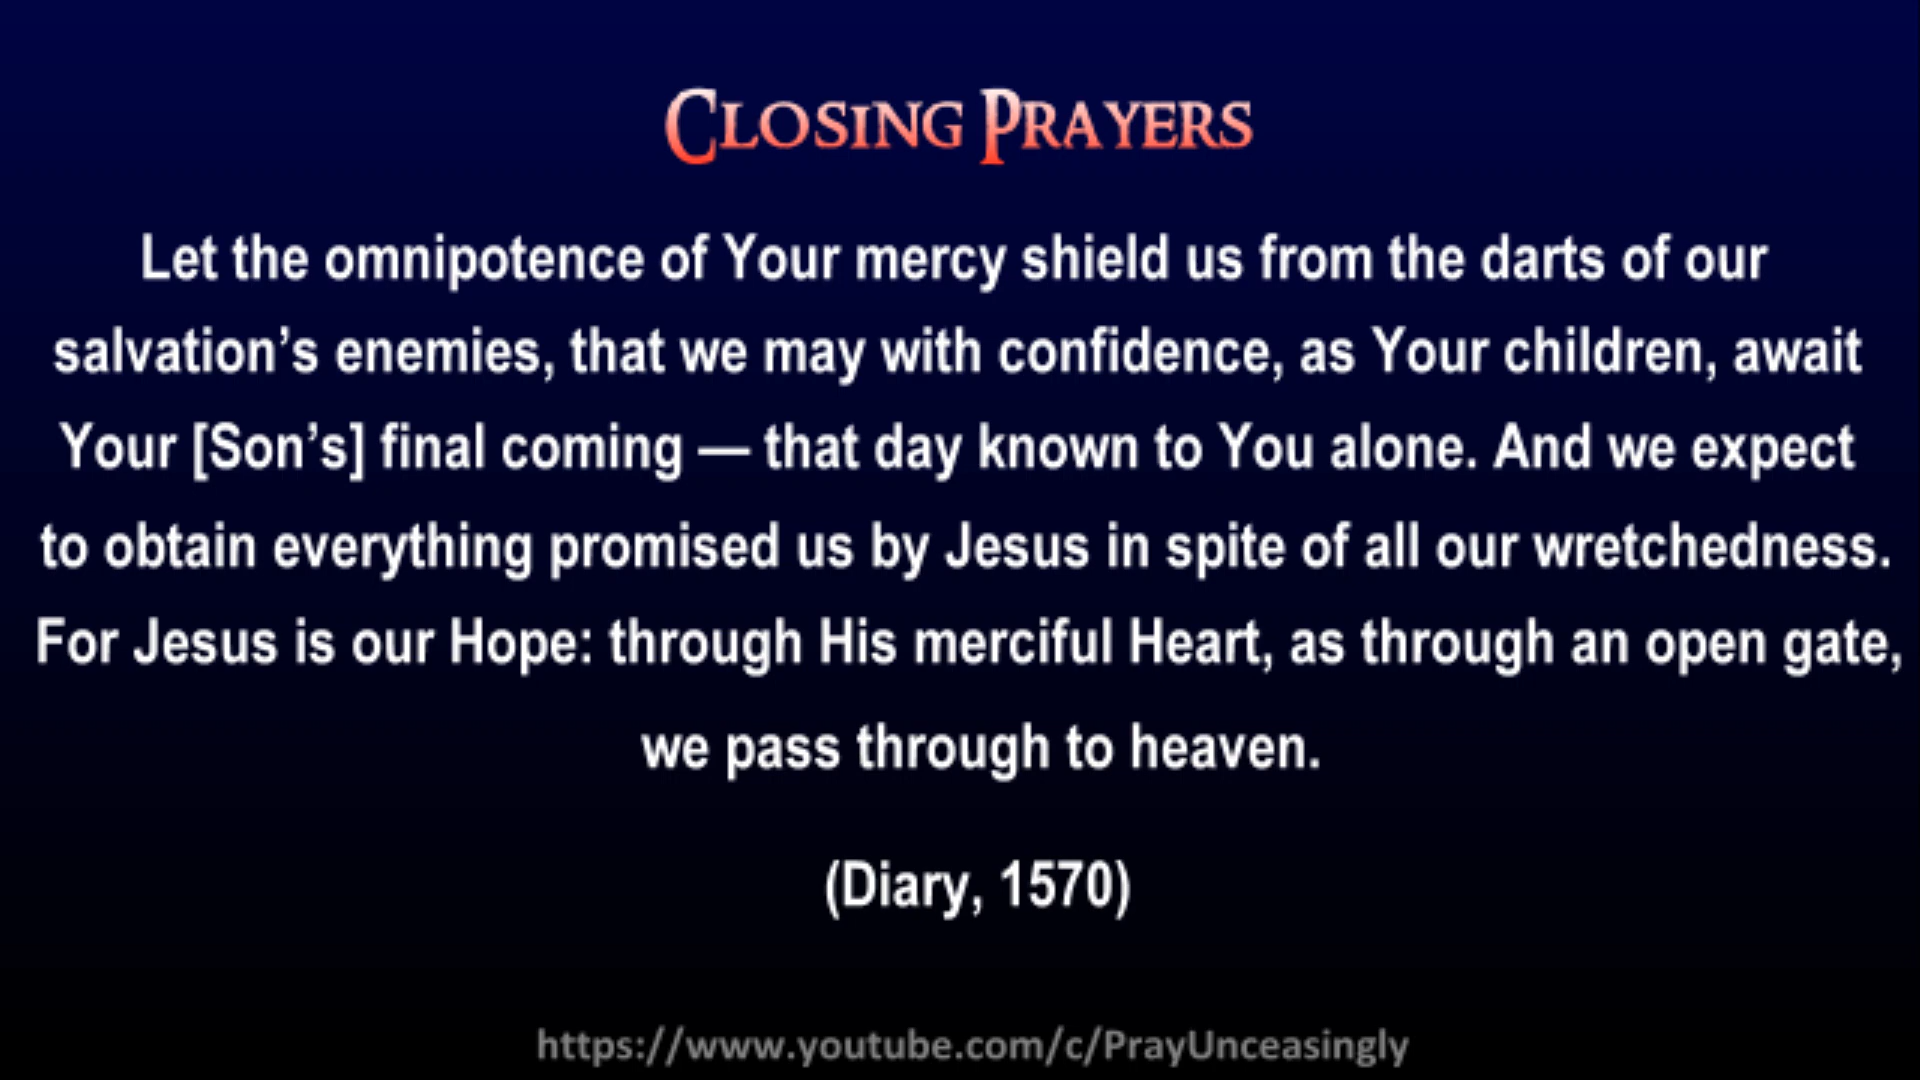 CLOSING PRAYERS
Let the omnipotence of Your mercy shield us from the darts of our
salvation’s enemies, that we may with confidence, as Your children, await
Your [Son’s] final coming — that day known to You alone. And we expect
to obtain everything promised us by Jesus in spite of all our wretchedness.
For Jesus is our Hope: through His merciful Heart, as through an open gate,
we pass through to heaven.
(Diary, 1570)
https://www.youtube.com/c/PrayUnceasingly